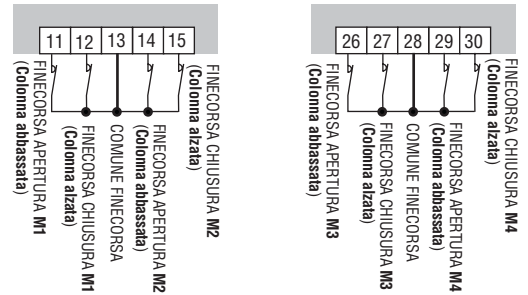 11 12 13 14 15
FINECORSA APERTURA M1
(Colonna abbassata)
FINECORSA CHIUSURA M1
(Colonna alzata)
COMUNE FINECORSA
FINECORSA APERTURA M2
(Colonna abbassata)
FINECORSA CHIUSURA M2
(Colonna alzata)
26 27 28 29 30
FINECORSA APERTURA M3
(Colonna abbassata)
FINECORSA CHIUSURA M3
(Colonna alzata)
COMUNE FINECORSA
FINECORSA APERTURA M4
(Colonna abbassata)
FINECORSA CHIUSURA M4
(Colonna alzata)